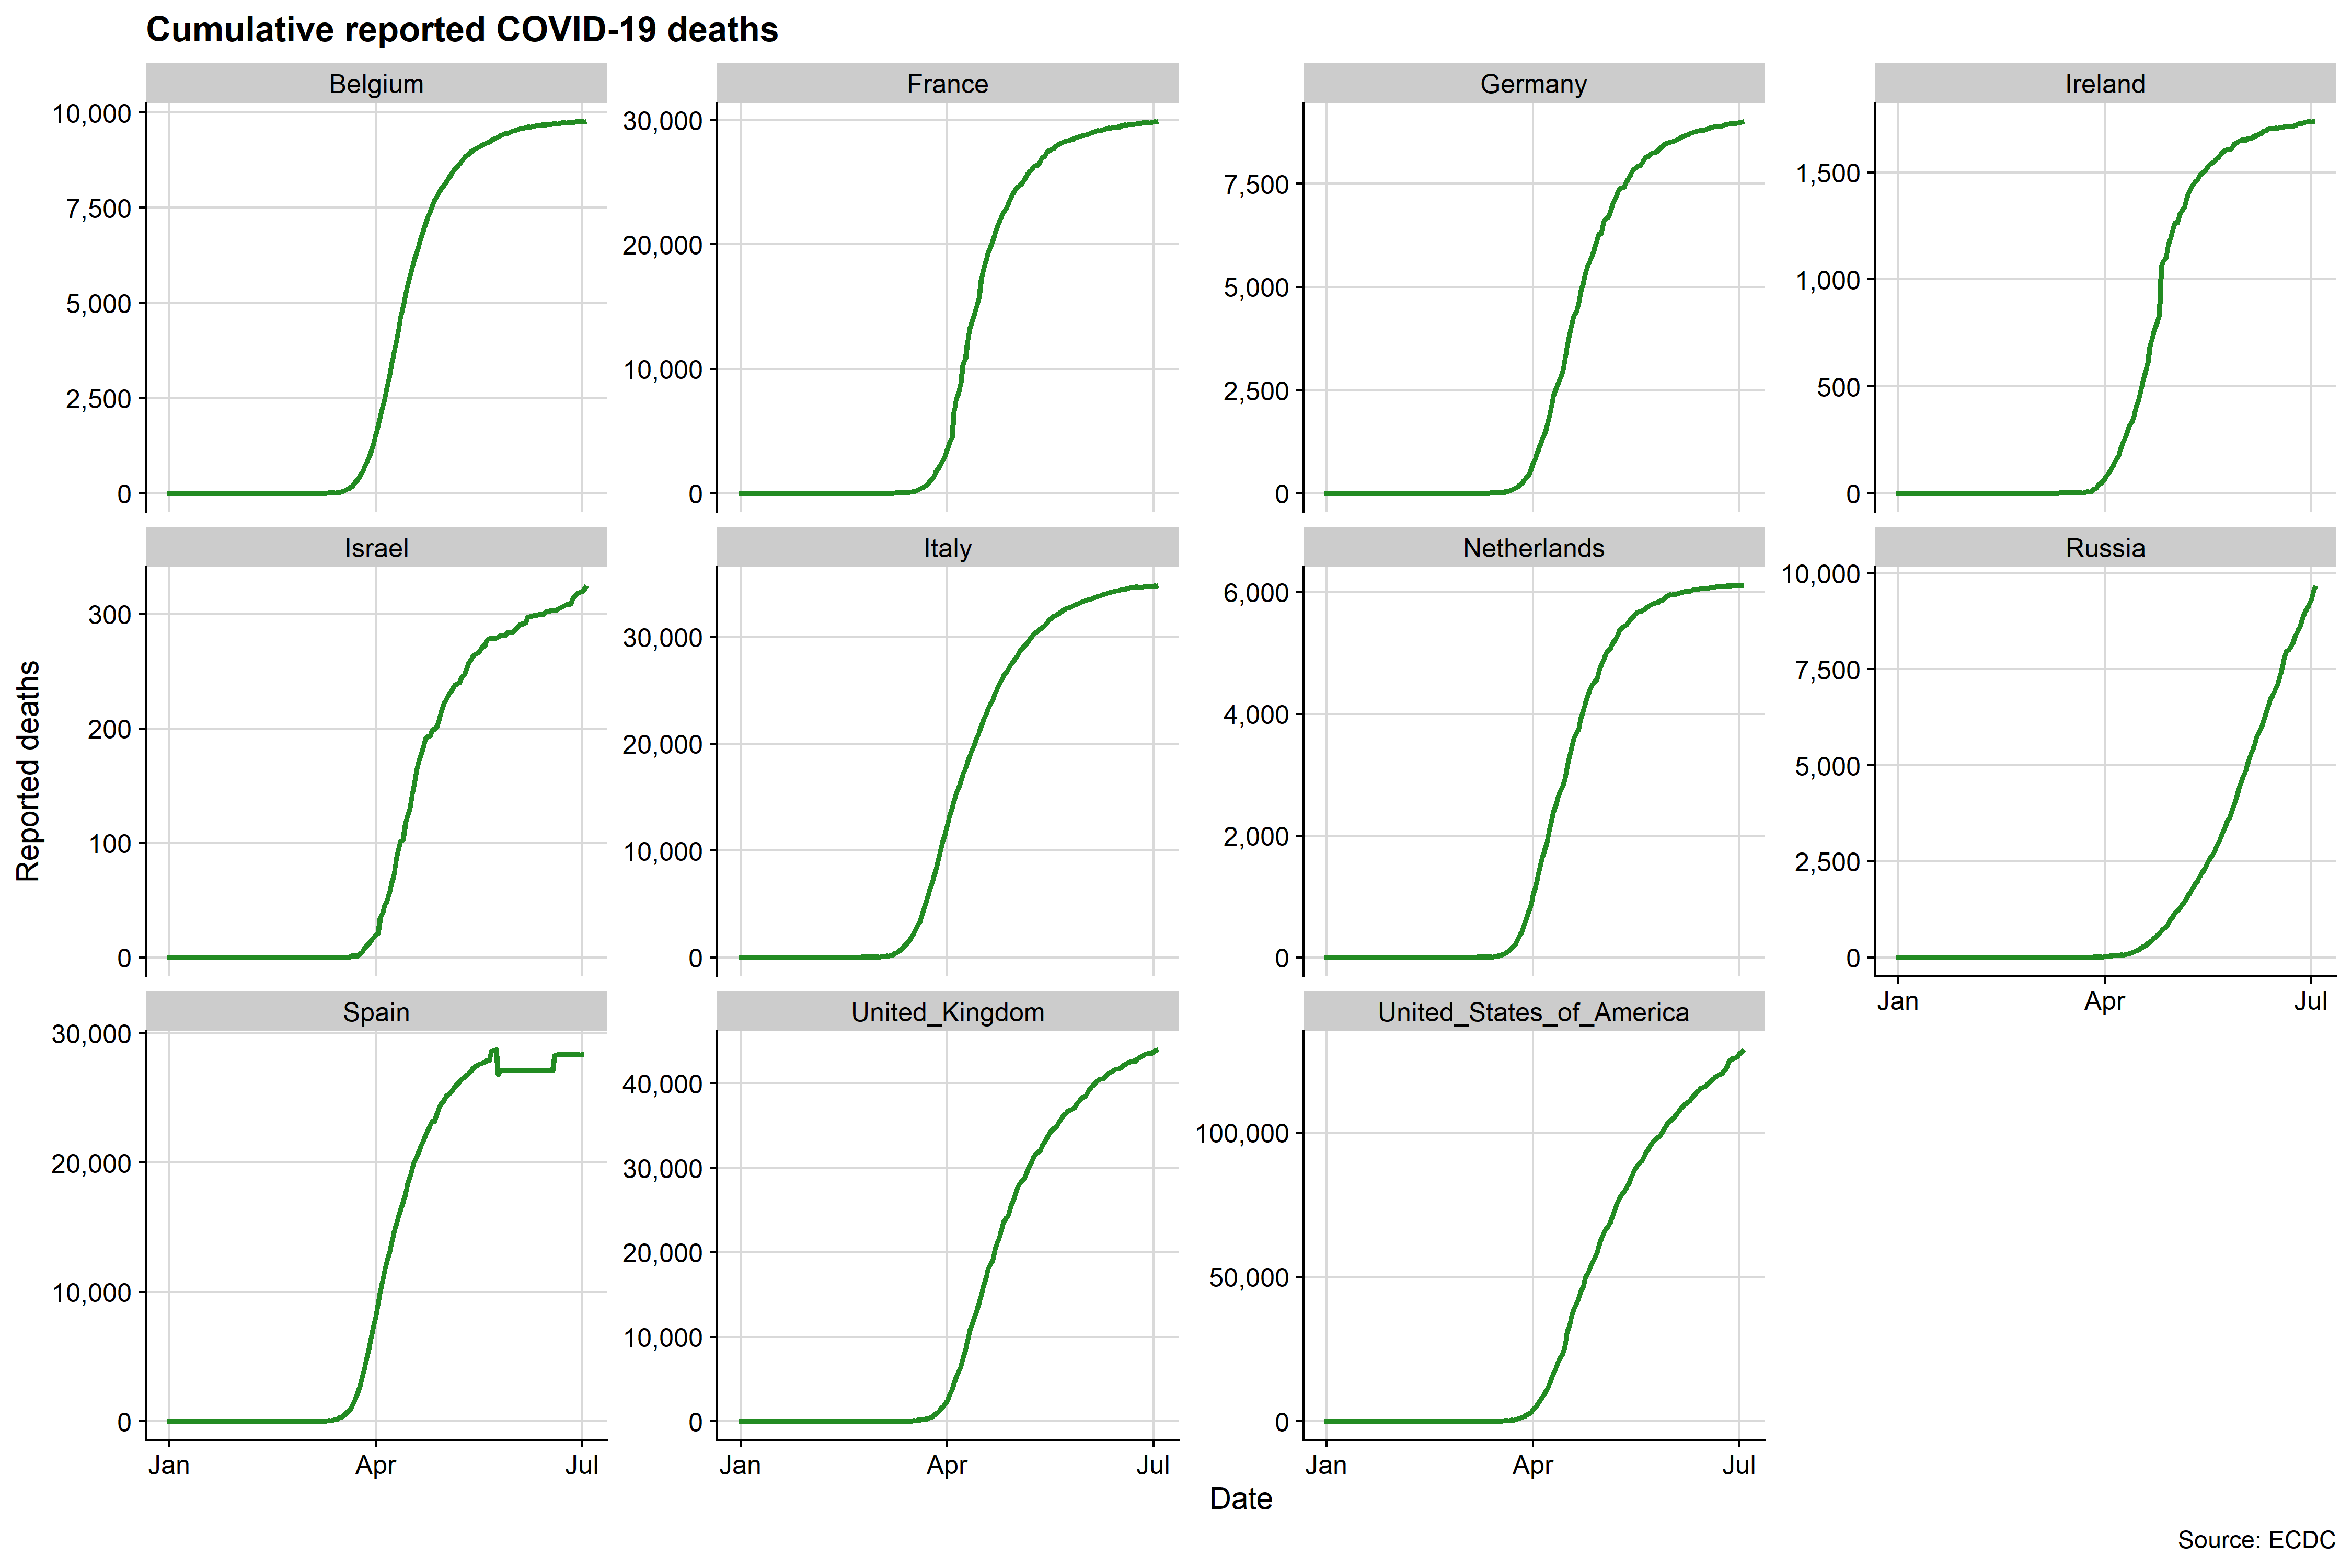 Cumulative reported COVID-19 deaths
Belgium
10,000
7,500
5,000
2,500
0
France
30,000
20,000
10,000
0
Germany
7,500
5,000
2,500
0
Ireland
1,500
1,000
500
0
Israel
300
200
100
0
Italy
30,000
20,000
10,000
0
Netherlands
6,000
4,000
2,000
0
Russia
10,000
7,500
5,000
2,500
0
Jan Apr Jul
Spain
30,000
20,000
10,000
0
Jan Apr Jul
United_Kingdom
40,000
30,000
20,000
10,000
0
Jan Apr Jul
United_States_of_America
100,000
50,000
0
Jan Apr Jul
Reported deaths
Date
Source: ECDC